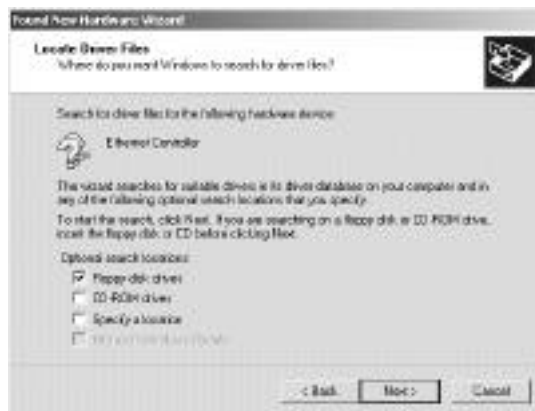 Found New Hardware Wizard
Locate Driver Files
Where do you want Windows to search for driver files?
Search for driver files for the following hardware device:
Ethernet Controller
The wizard searches for suitable drivers in its driver database on your computer and in
any of the following optional search locations that you specify.
To start the search, click Next. If you are searching on a floppy disk or CD-ROM drive,
insert the floppy disk or CD before clicking Next.
Optional search locations:
Floppy disk drives
CD-ROM drives
Specify a location
< Back
Next >
Cancel